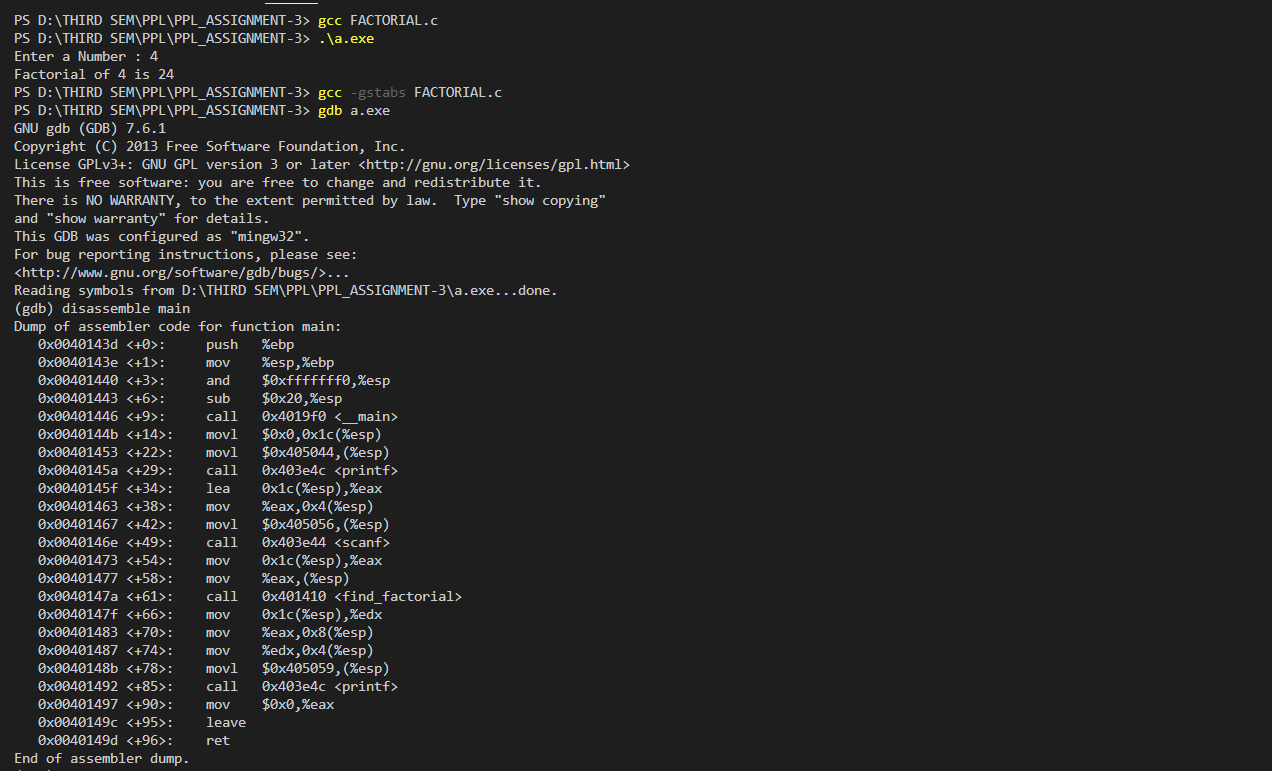 PS D:\THIRD SEM\PPL\PPL_ASSIGNMENT-3> gcc FACTORIAL.c
PS D:\THIRD SEM\PPL\PPL_ASSIGNMENT-3> .\a.exe
Enter a Number : 4
Factorial of 4 is 24
PS D:\THIRD SEM\PPL\PPL_ASSIGNMENT-3> gcc -gstabs FACTORIAL.c
PS D:\THIRD SEM\PPL\PPL_ASSIGNMENT-3> gdb a.exe
GNU gdb (GDB) 7.6.1
Copyright (C) 2013 Free Software Foundation, Inc.
License GPLv3+: GNU GPL version 3 or later <http://gnu.org/licenses/gpl.html>
This is free software: you are free to change and redistribute it.
There is NO WARRANTY, to the extent permitted by law.  Type "show copying"
and "show warranty" for details.
This GDB was configured as "mingw32".
For bug reporting instructions, please see:
<http://www.gnu.org/software/gdb/bugs/>...
Reading symbols from D:\THIRD SEM\PPL\PPL_ASSIGNMENT-3\a.exe...done.
(gdb) disassemble main
Dump of assembler code for function main:
   0x0040143d <+0>:     push   %ebp
   0x0040143e <+1>:     mov    %esp,%ebp
   0x00401440 <+3>:     and    $0xfffffff0,%esp
   0x00401443 <+6>:     sub    $0x20,%esp
   0x00401446 <+9>:     call   0x4019f0 <__main>
   0x0040144b <+14>:    movl   $0x0,0x1c(%esp)
   0x00401453 <+22>:    movl   $0x405044,(%esp)
   0x0040145a <+29>:    call   0x403e4c <printf>
   0x0040145f <+34>:    lea    0x1c(%esp),%eax
   0x00401463 <+38>:    mov    %eax,0x4(%esp)
   0x00401467 <+42>:    movl   $0x405056,(%esp)
   0x0040146e <+49>:    call   0x403e44 <scanf>
   0x00401473 <+54>:    mov    0x1c(%esp),%eax
   0x00401477 <+58>:    mov    %eax,(%esp)
   0x0040147a <+61>:    call   0x401410 <find_factorial>
   0x0040147f <+66>:    mov    0x1c(%esp),%edx
   0x00401483 <+70>:    mov    %eax,0x8(%esp)
   0x00401487 <+74>:    mov    %edx,0x4(%esp)
   0x0040148b <+78>:    movl   $0x405059,(%esp)
   0x00401492 <+85>:    call   0x403e4c <printf>
   0x00401497 <+90>:    mov    $0x0,%eax
   0x0040149c <+95>:    leave
   0x0040149d <+96>:    ret
End of assembler dump.